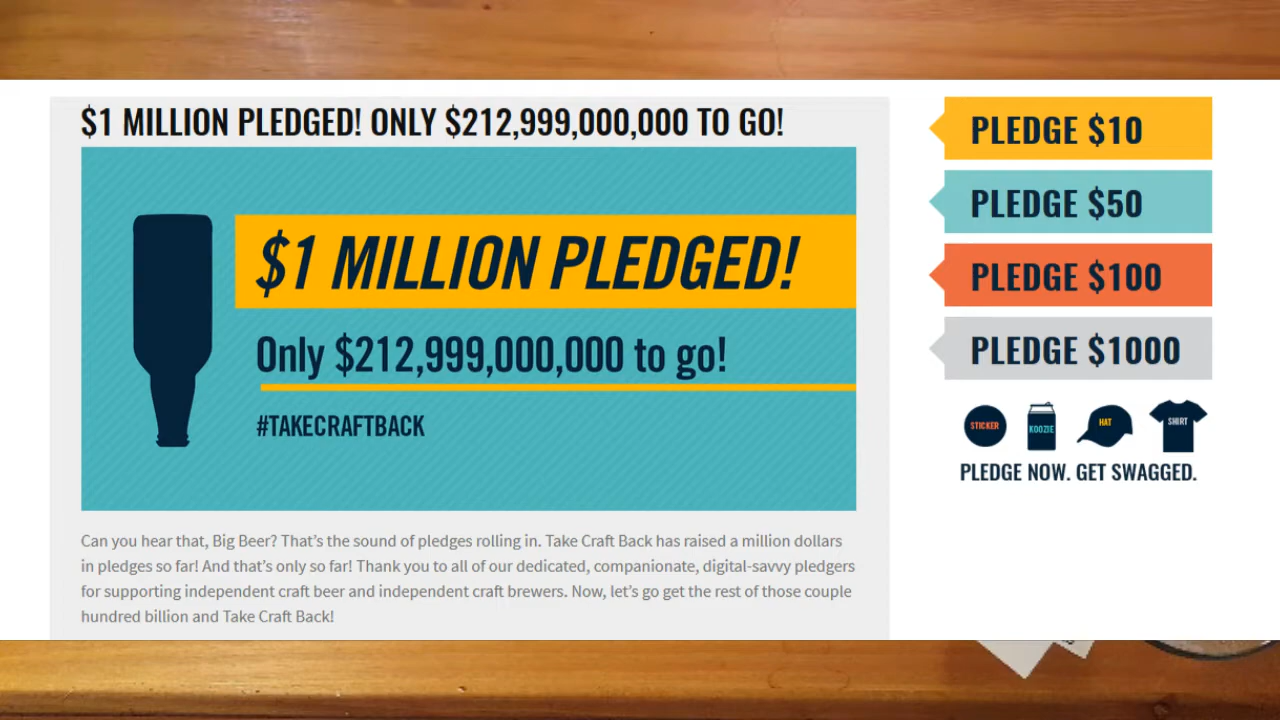 $1 MILLION PLEDGED! ONLY $212,999,000,000 TO GO!
$1 MILLION PLEDGED!
Only $212,999,000,000 to go!
#TAKECRAFTBACK
Can you hear that, Big Beer? That's the sound of pledges rolling in. Take Craft Back has raised a million dollars
in pledges so far! And that's only so far! Thank you to all of our dedicated, companionate, digital-savvy pledgers
for supporting independent craft beer and independent craft brewers. Now, let's go get the rest of those couple
hundred billion and Take Craft Back!
PLEDGE $10
PLEDGE $50
PLEDGE $100
PLEDGE $1000
STICKER
KOOZIE
HAT
SHIRT
PLEDGE NOW. GET SWAGGED.